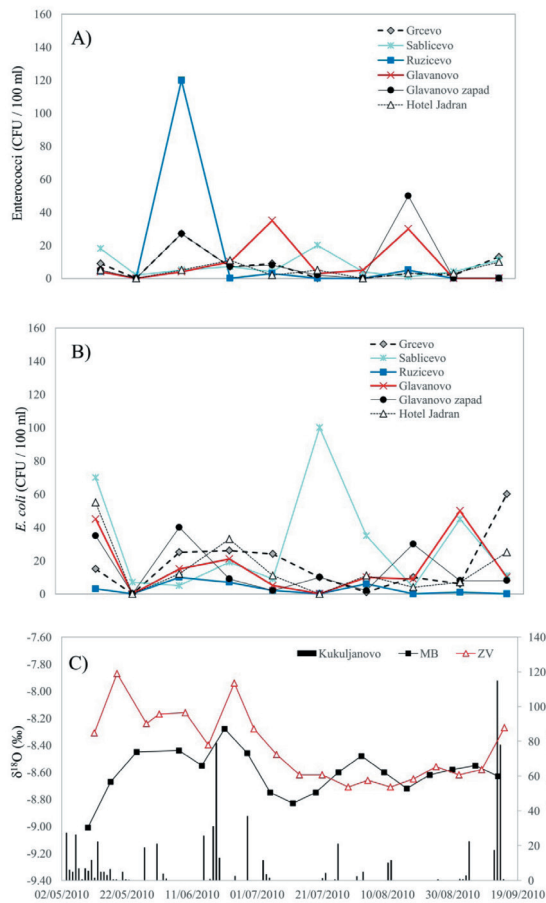 A)
Enterococci (CFU / 100 ml)
160
140
120
100
80
60
40
20
0
Grcevo
Sablicevo
Ruzicevo
Glavanovo
Glavanovo zapad
Hotel Jadran
B)
E. coli (CFU / 100 ml)
160
140
120
100
80
60
40
20
0
Grcevo
Sablicevo
Ruzicevo
Glavanovo
Glavanovo zapad
Hotel Jadran
C)
Kukuljanovo MB ZV
δ18O (‰)
-7.60
-7.80
-8.00
-8.20
-8.40
-8.60
-8.80
-9.00
-9.20
-9.40
140
120
100
80
60
40
20
0
02/05/2010 22/05/2010 11/06/2010 01/07/2010 21/07/2010 10/08/2010 30/08/2010 19/09/2010